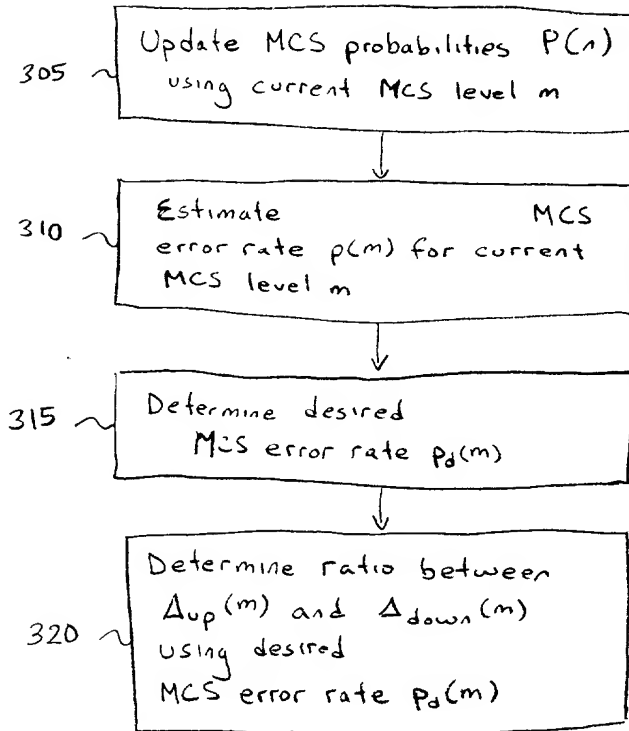 305
Update MCS probabilities P(n)
using current MCS level m
310
Estimate MCS
error rate p(m) for current
MCS level m
315
Determine desired
MCS error rate pd(m)
320
Determine ratio between
Δup(m) and Δdown(m)
using desired
MCS error rate pd(m)